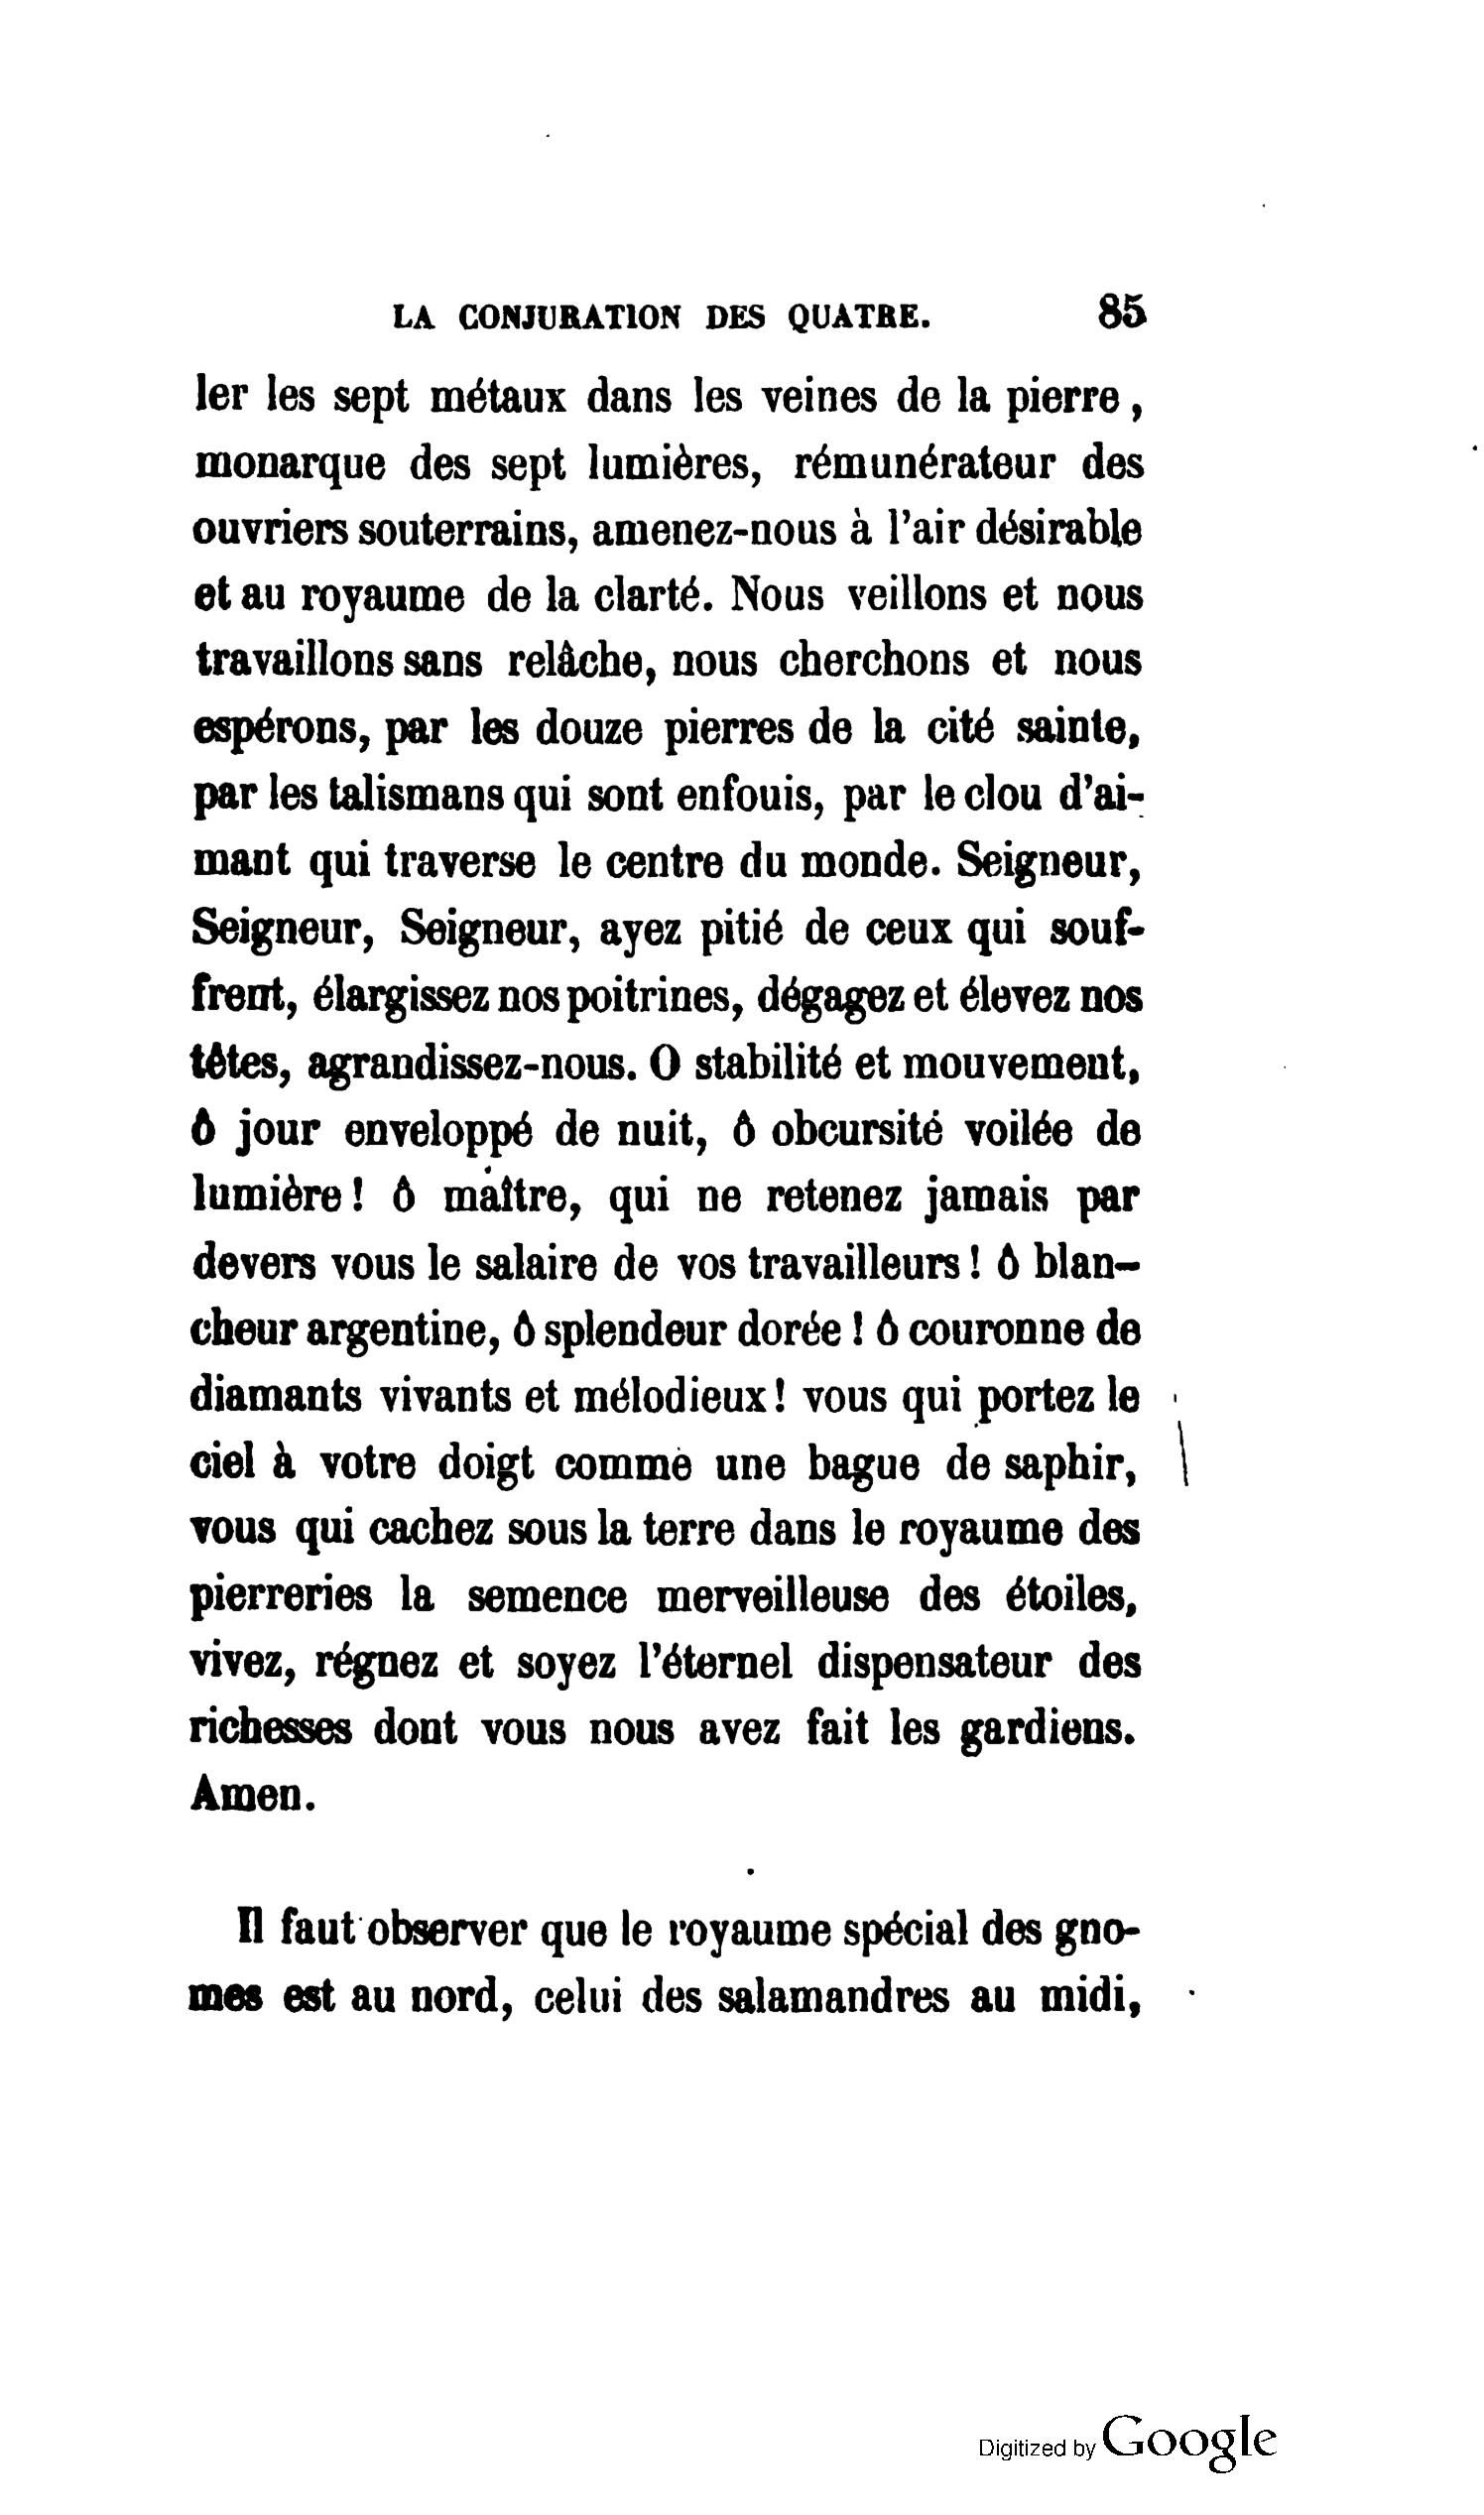 LA CONJURATION DES QUATRE. 85
ler les sept métaux dans les veines de la pierre,
monarque des sept lumières, rémunérateur des
ouvriers souterrains, amenez-nous à l'air désirable
et au royaume de la clarté. Nous veillons et nous
travaillons sans relâche, nous cherchons et nous
espérons, par les douze pierres de la cité sainte,
par les talismans qui sont enfouis, par le clou d'ai-
mant qui traverse le centre du monde. Seigneur,
Seigneur, Seigneur, ayez pitié de ceux qui souf-
frent, élargissez nos poitrines, dégagez et élevez nos
têtes, agrandissez-nous. O stabilité et mouvement,
ô jour enveloppé de nuit, ô obcursité voilée de
lumière! ô maître, qui ne retenez jamais par
devers vous le salaire de vos travailleurs! ô blan-
cheur argentine, ô splendeur dorée! ô couronne de
diamants vivants et mélodieux! vous qui portez le
ciel à votre doigt comme une bague de saphir,
vous qui cachez sous la terre dans le royaume des
pierreries la semence merveilleuse des étoiles,
vivez, régnez et soyez l'éternel dispensateur des
richesses dont vous nous avez fait les gardiens.
Amen.
Il faut observer que le royaume spécial des gno-
mes est au nord, celui des salamandres au midi,
Digitized by Google